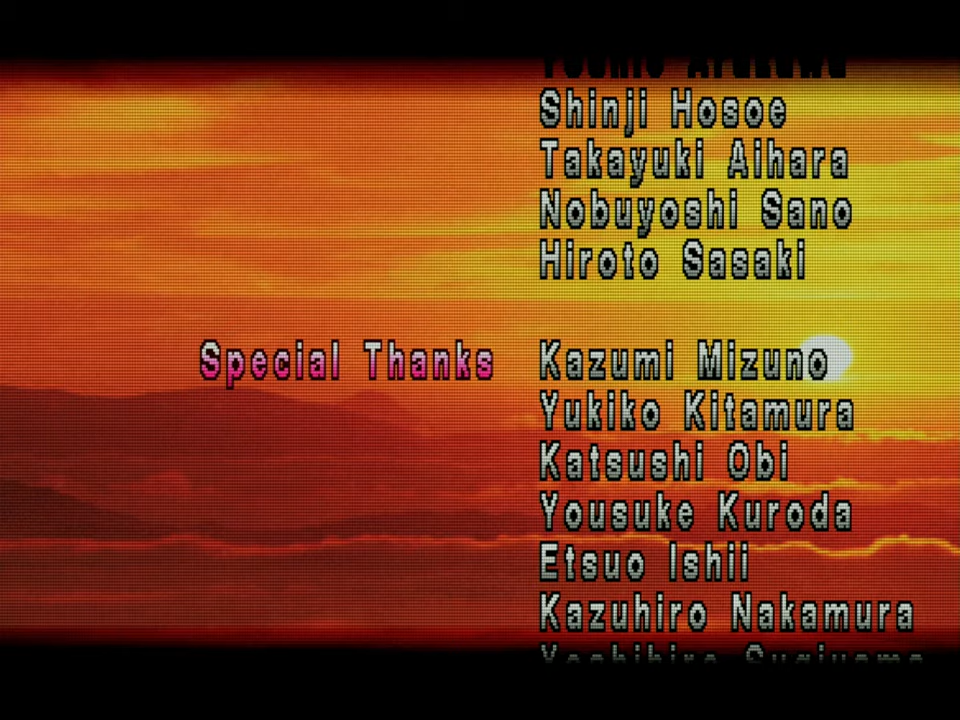 Shinji Hosoe
Takayuki Aihara
Nobuyoshi Sano
Hiroto Sasaki
Special Thanks Kazumi Mizuno
Yukiko Kitamura
Katsushi Obi
Yousuke Kuroda
Etsuo Ishii
Kazuhiro Nakamura